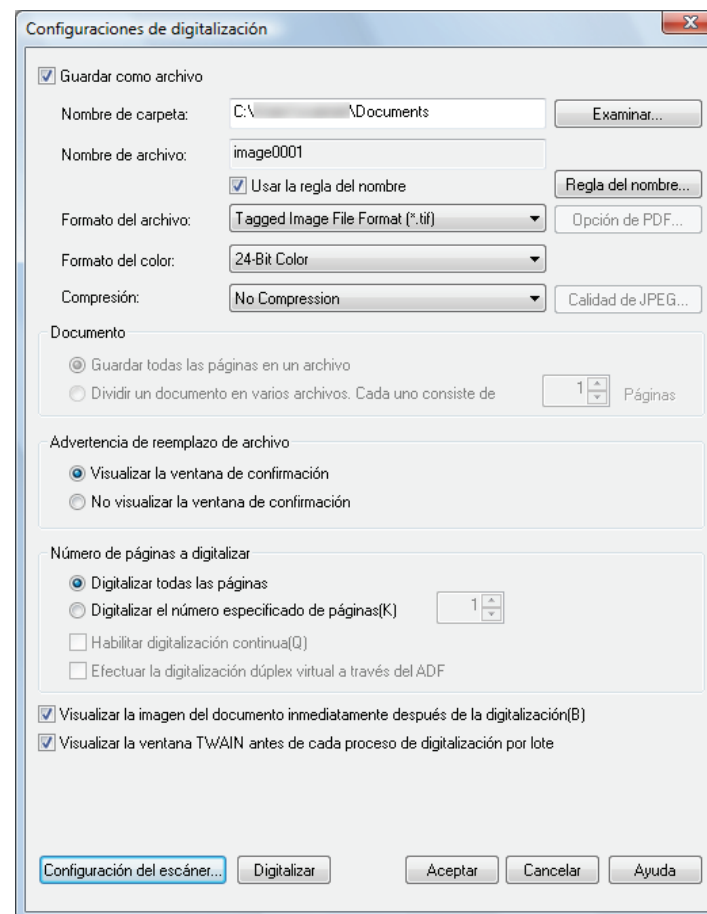 Configuraciones de digitalización
Guardar como archivo
Nombre de carpeta: C:\ \Documents Examinar...
Nombre de archivo: image0001
Usar la regla del nombre Regla del nombre...
Formato del archivo: Tagged Image File Format (*.tif) Opción de PDF...
Formato del color: 24-Bit Color
Compresión: No Compression Calidad de JPEG...
Documento
Guardar todas las páginas en un archivo
Dividir un documento en varios archivos. Cada uno consiste de 1 Páginas
Advertencia de reemplazo de archivo
Visualizar la ventana de confirmación
No visualizar la ventana de confirmación
Número de páginas a digitalizar
Digitalizar todas las páginas
Digitalizar el número especificado de páginas(K) 1
Habilitar digitalización continua(Q)
Efectuar la digitalización dúplex virtual a través del ADF
Visualizar la imagen del documento inmediatamente después de la digitalización(B)
Visualizar la ventana TWAIN antes de cada proceso de digitalización por lote
Configuración del escáner... Digitalizar Aceptar Cancelar Ayuda